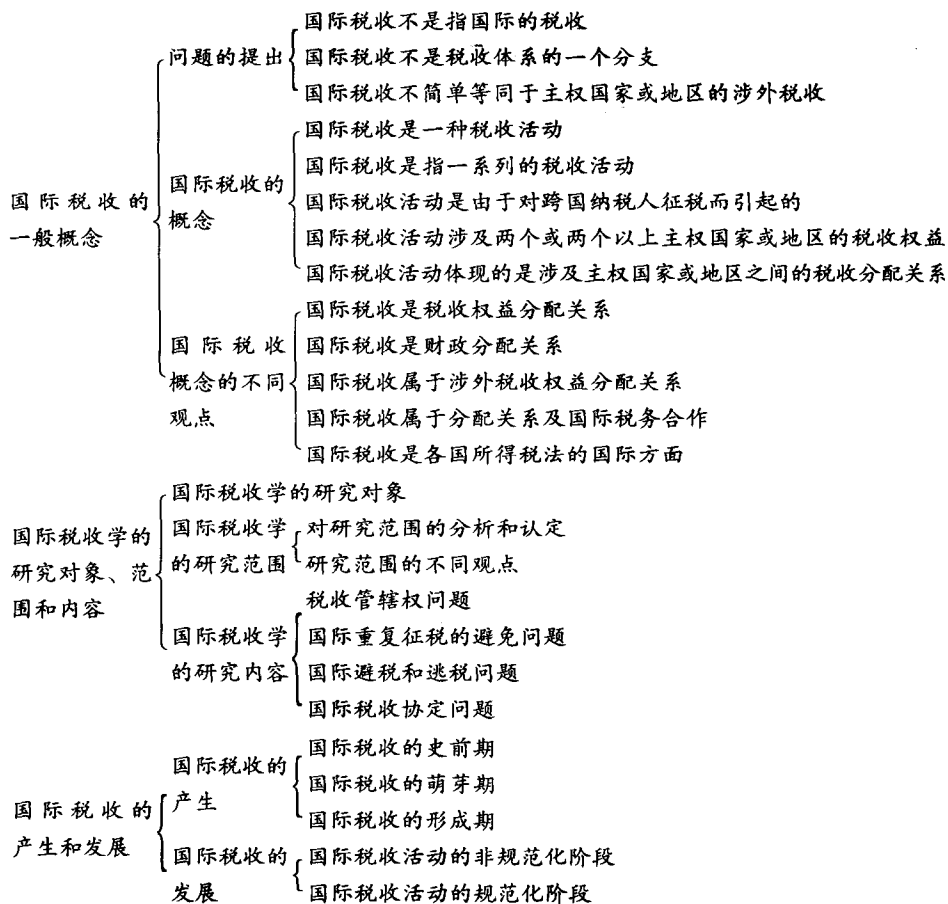 国际税收的
一般概念
问题的提出
国际税收不是指国际的税收
国际税收不是税收体系的一个分支
国际税收不简单等同于主权国家或地区的涉外税收
国际税收的
概念
国际税收是一种税收活动
国际税收是指一系列的税收活动
国际税收活动是由于对跨国纳税人征税而引起的
国际税收活动涉及两个或两个以上主权国家或地区的税收权益
国际税收活动体现的是涉及主权国家或地区之间的税收分配关系
国际税收
概念的不同
观点
国际税收是税收权益分配关系
国际税收是财政分配关系
国际税收属于涉外税收权益分配关系
国际税收属于分配关系及国际税务合作
国际税收是各国所得税法的国际方面
国际税收学的
研究对象、范
围和内容
国际税收学的研究对象
国际税收学
的研究范围
对研究范围的分析和认定
研究范围的不同观点
国际税收学
的研究内容
税收管辖权问题
国际重复征税的避免问题
国际避税和逃税问题
国际税收协定问题
国际税收的
产生和发展
国际税收的
产生
国际税收的史前期
国际税收的萌芽期
国际税收的形成期
国际税收的
发展
国际税收活动的非规范化阶段
国际税收活动的规范化阶段